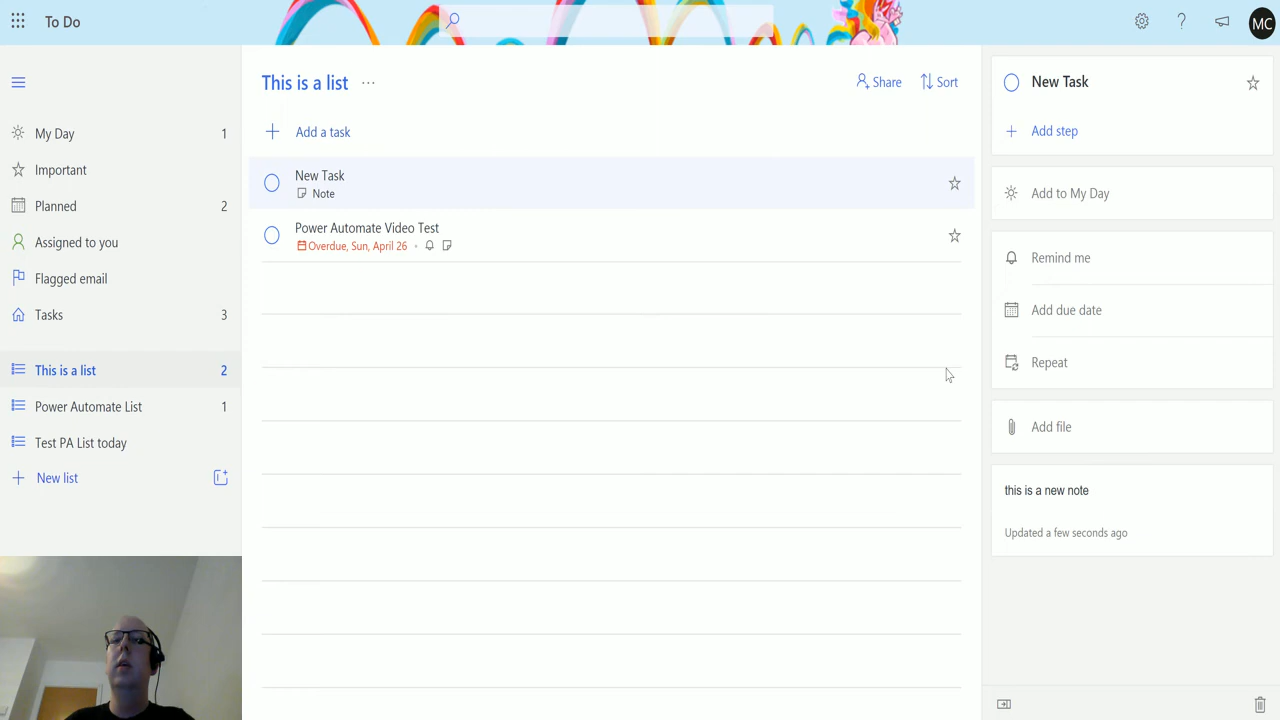 To Do
MC
My Day 1
Important
Planned 2
Assigned to you
Flagged email
Tasks 3
This is a list 2
Power Automate List 1
Test PA List today
New list
This is a list ...
Share
Sort
Add a task
New Task
Note
Power Automate Video Test
Overdue, Sun, April 26
New Task
Add step
Add to My Day
Remind me
Add due date
Repeat
Add file
this is a new note
Updated a few seconds ago